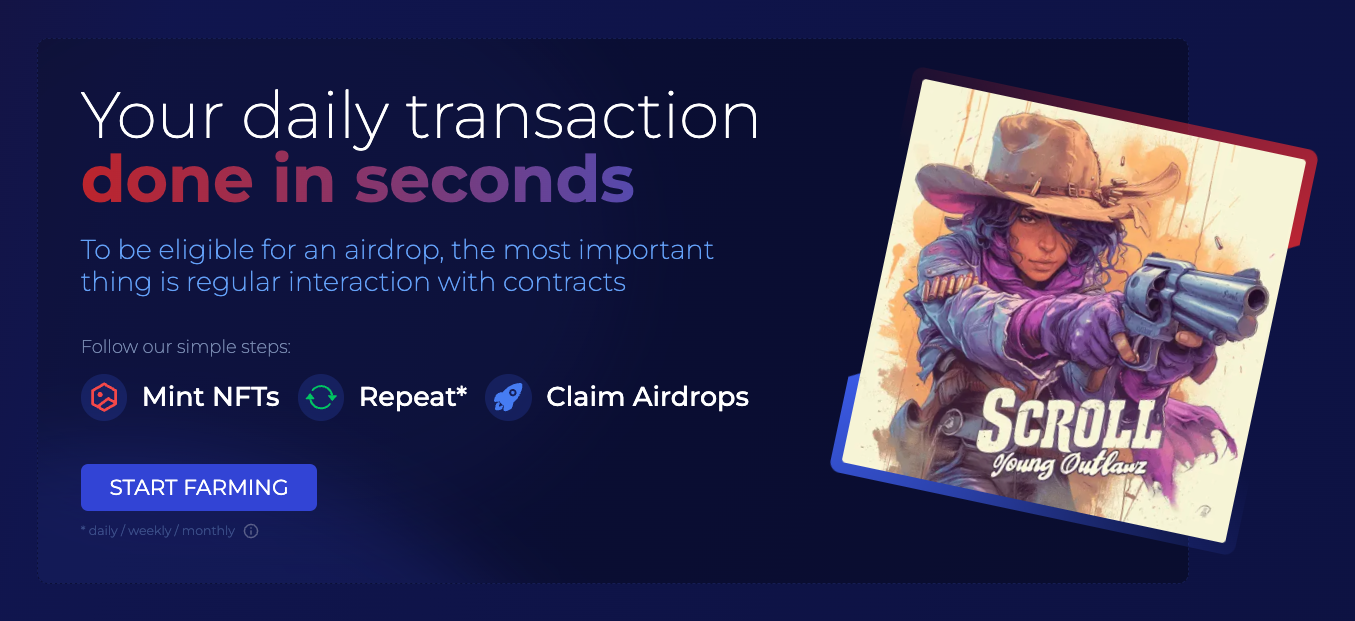 Your daily transaction
done in seconds
To be eligible for an airdrop, the most important
thing is regular interaction with contracts
Follow our simple steps:
Mint NFTs Repeat* Claim Airdrops
START FARMING
* daily / weekly / monthly
SCROLL
Young Outlawz